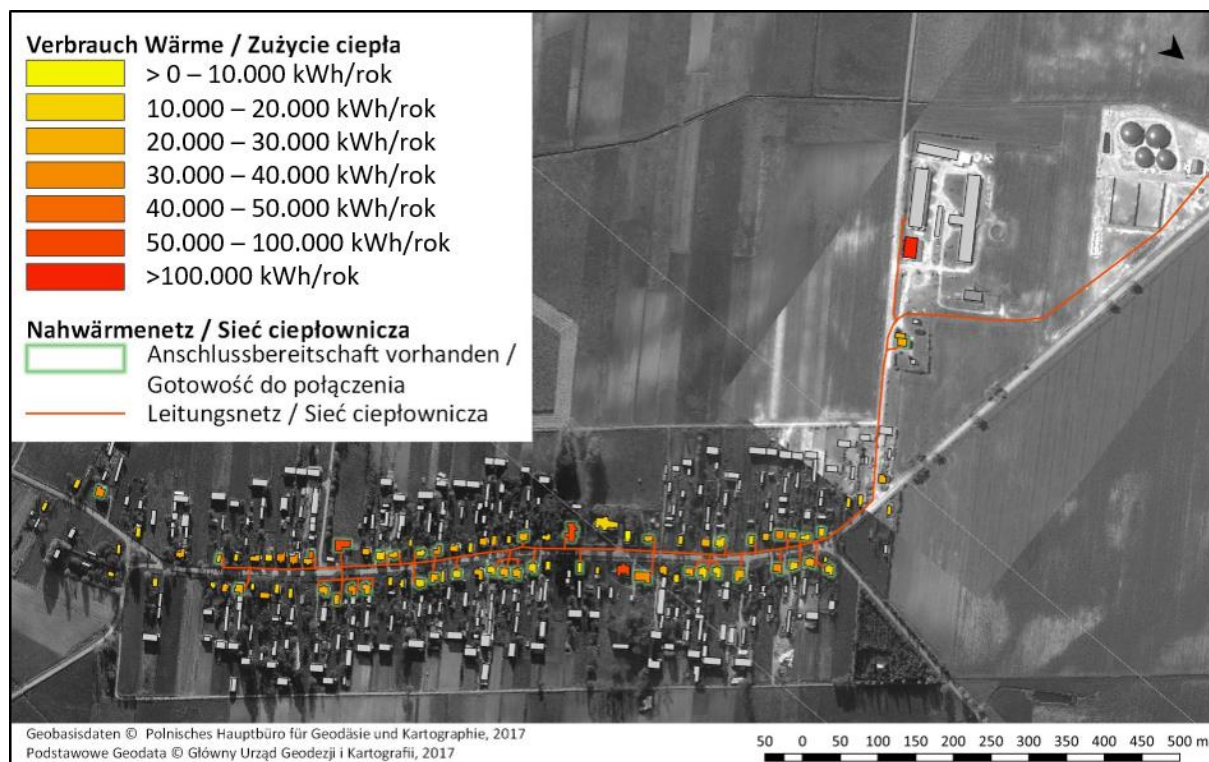 Verbrauch Wärme / Zużycie ciepła
> 0 – 10.000 kWh/rok
10.000 – 20.000 kWh/rok
20.000 – 30.000 kWh/rok
30.000 – 40.000 kWh/rok
40.000 – 50.000 kWh/rok
50.000 – 100.000 kWh/rok
>100.000 kWh/rok
Nahwärmenetz / Sieć ciepłownicza
Anschlussbereitschaft vorhanden /
Gotowość do połączenia
Leitungsnetz / Sieć ciepłownicza
Geobasisdaten © Polnisches Hauptbüro für Geodäsie und Kartographie, 2017
Podstawowe Geodata © Główny Urząd Geodezji i Kartografii, 2017
50 0 50 100 150 200 250 300 350 400 450 500 m